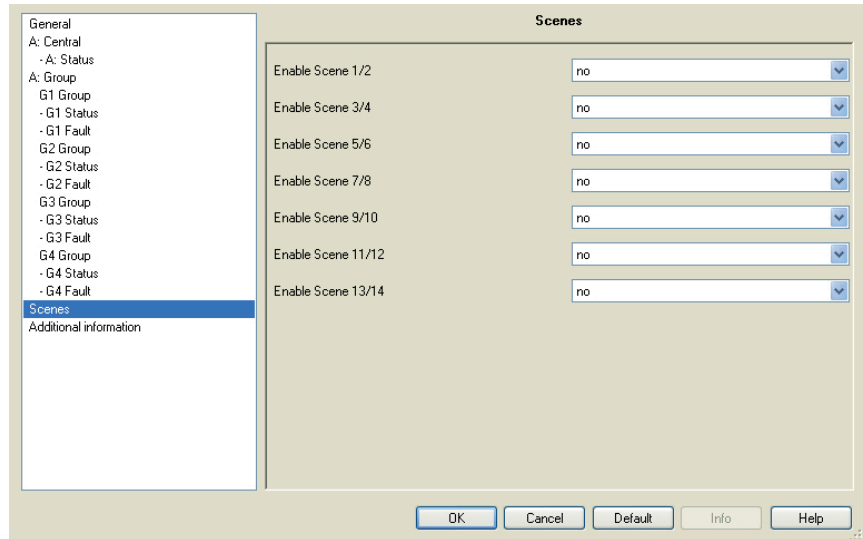 General
A: Central
- A: Status
A: Group
G1 Group
- G1 Status
- G1 Fault
G2 Group
- G2 Status
- G2 Fault
G3 Group
- G3 Status
- G3 Fault
G4 Group
- G4 Status
- G4 Fault
Scenes
Additional information
Scenes
Enable Scene 1/2 no
Enable Scene 3/4 no
Enable Scene 5/6 no
Enable Scene 7/8 no
Enable Scene 9/10 no
Enable Scene 11/12 no
Enable Scene 13/14 no
OK Cancel Default Info Help